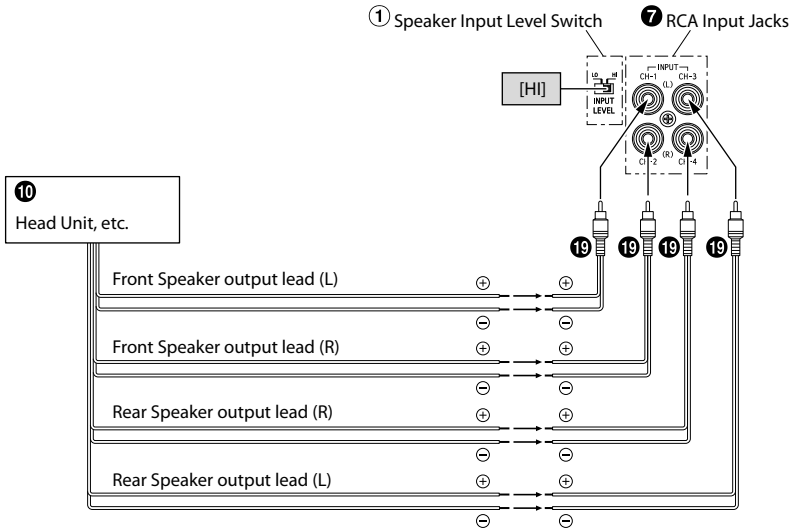 ① Speaker Input Level Switch
❼ RCA Input Jacks
LO HI
INPUT
LEVEL
[HI]
INPUT
CH-1 CH-3
(L)
(R)
CH-2 CH-4
❿
Head Unit, etc.
⓳ ⓳ ⓳ ⓳
Front Speaker output lead (L)
⊕ ⊕
⊖ ⊖
Front Speaker output lead (R)
⊕ ⊕
⊖ ⊖
Rear Speaker output lead (R)
⊕ ⊕
⊖ ⊖
Rear Speaker output lead (L)
⊕ ⊕
⊖ ⊖